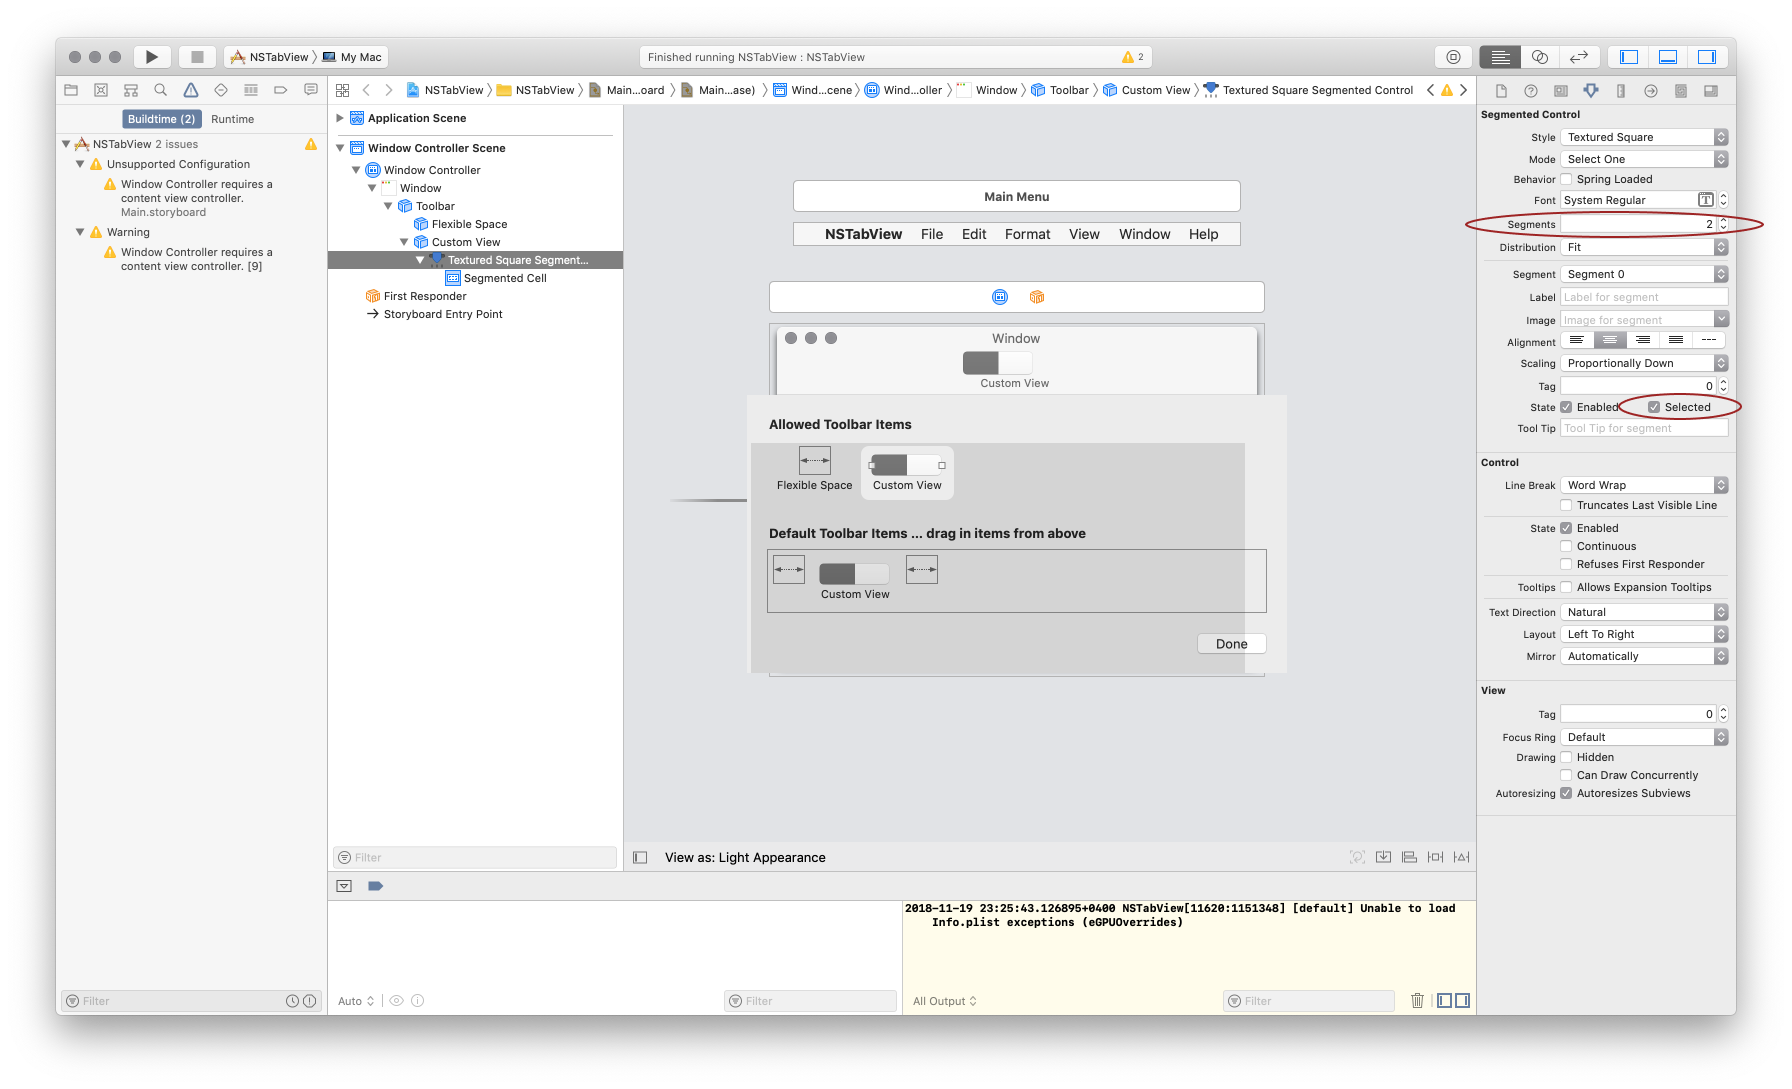 NSTabView My Mac
Finished running NSTabView : NSTabView
2
Buildtime (2) Runtime
NSTabView 2 issues
Unsupported Configuration
Window Controller requires a
content view controller.
Main.storyboard
Warning
Window Controller requires a
content view controller. [9]
Filter
NSTabView NSTabView Main...oard Main...ase) Wind...cene Wind...oller Window Toolbar Custom View Textured Square Segmented Control
Application Scene
Window Controller Scene
Window Controller
Window
Toolbar
Flexible Space
Custom View
Textured Square Segment...
Segmented Cell
First Responder
Storyboard Entry Point
Filter
Main Menu
NSTabView File Edit Format View Window Help
Window
Custom View
Allowed Toolbar Items
Flexible Space
Custom View
Default Toolbar Items ... drag in items from above
Custom View
Done
View as: Light Appearance
2018-11-19 23:25:43.126895+0400 NSTabView[11620:1151348] [default] Unable to load
Info.plist exceptions (eGPUOverrides)
Auto
Filter
All Output
Filter
Segmented Control
Style Textured Square
Mode Select One
Behavior Spring Loaded
Font System Regular
Segments 2
Distribution Fit
Segment Segment 0
Label Label for segment
Image Image for segment
Alignment
Scaling Proportionally Down
Tag 0
State Enabled Selected
Tool Tip Tool Tip for segment
Control
Line Break Word Wrap
Truncates Last Visible Line
State Enabled
Continuous
Refuses First Responder
Tooltips Allows Expansion Tooltips
Text Direction Natural
Layout Left To Right
Mirror Automatically
View
Tag 0
Focus Ring Default
Drawing Hidden
Can Draw Concurrently
Autoresizing Autoresizes Subviews